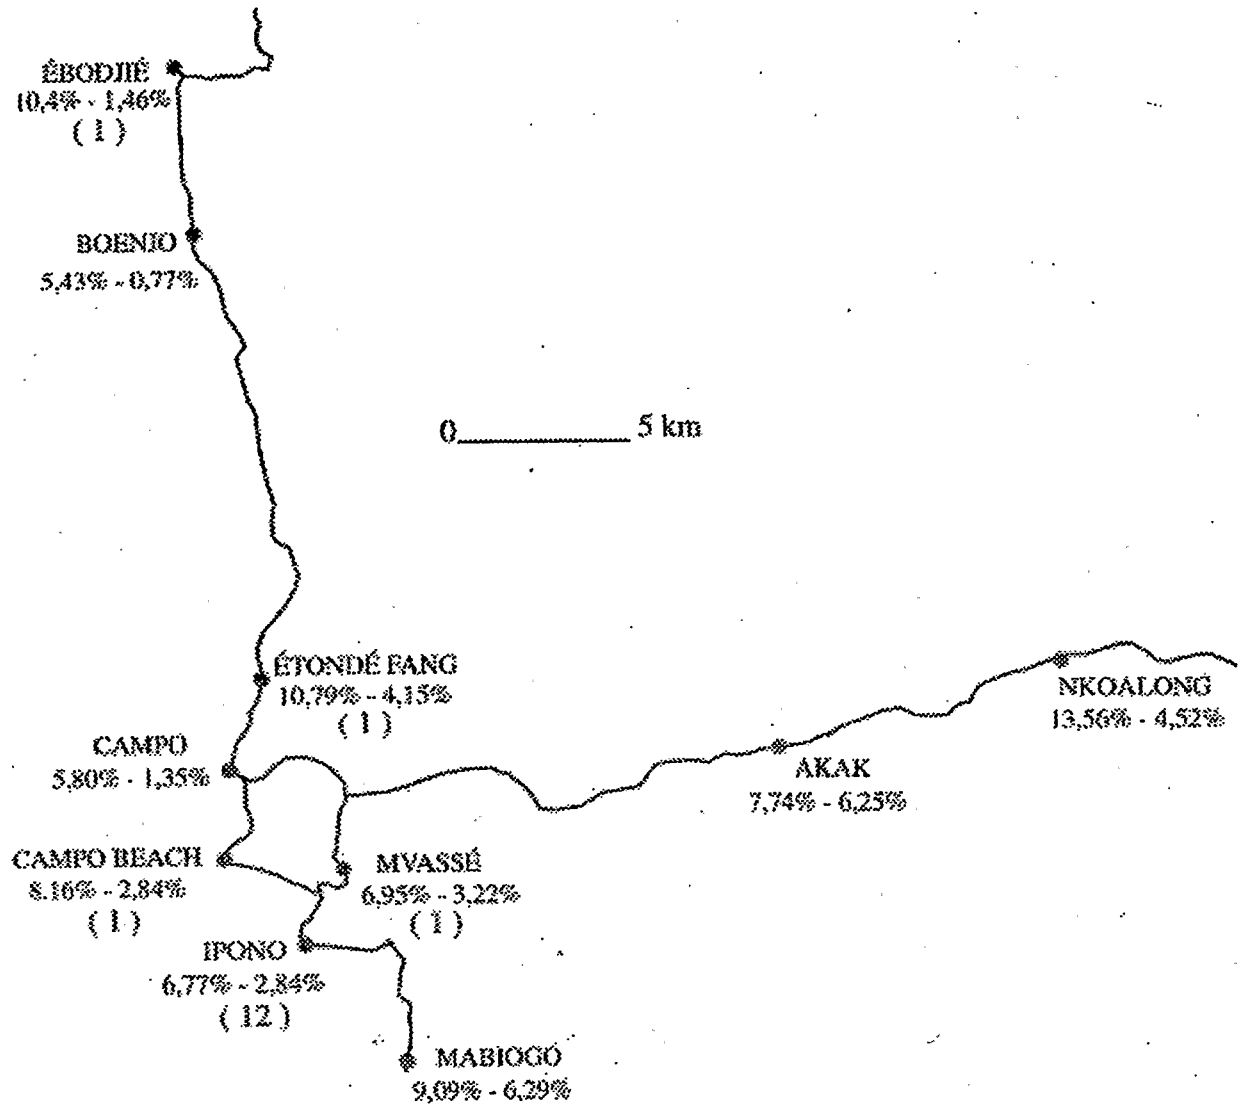 ÉBODJIÉ
10,4% - 1,46%
( 1 )
BOENJO
5,43% - 0,77%
0 5 km
ÉTONDÉ FANG
10,79% - 4,15%
( 1 )
NKOALONG
13,56% - 4,52%
CAMPO
5,80% - 1,35%
AKAK
7,74% - 6,25%
CAMPO BEACH
8.16% - 2,84%
( 1 )
MVASSÉ
6,95% - 3,22%
( 1 )
IPONO
6,77% - 2,84%
( 12 )
MABIOGO
9,09% - 6,29%